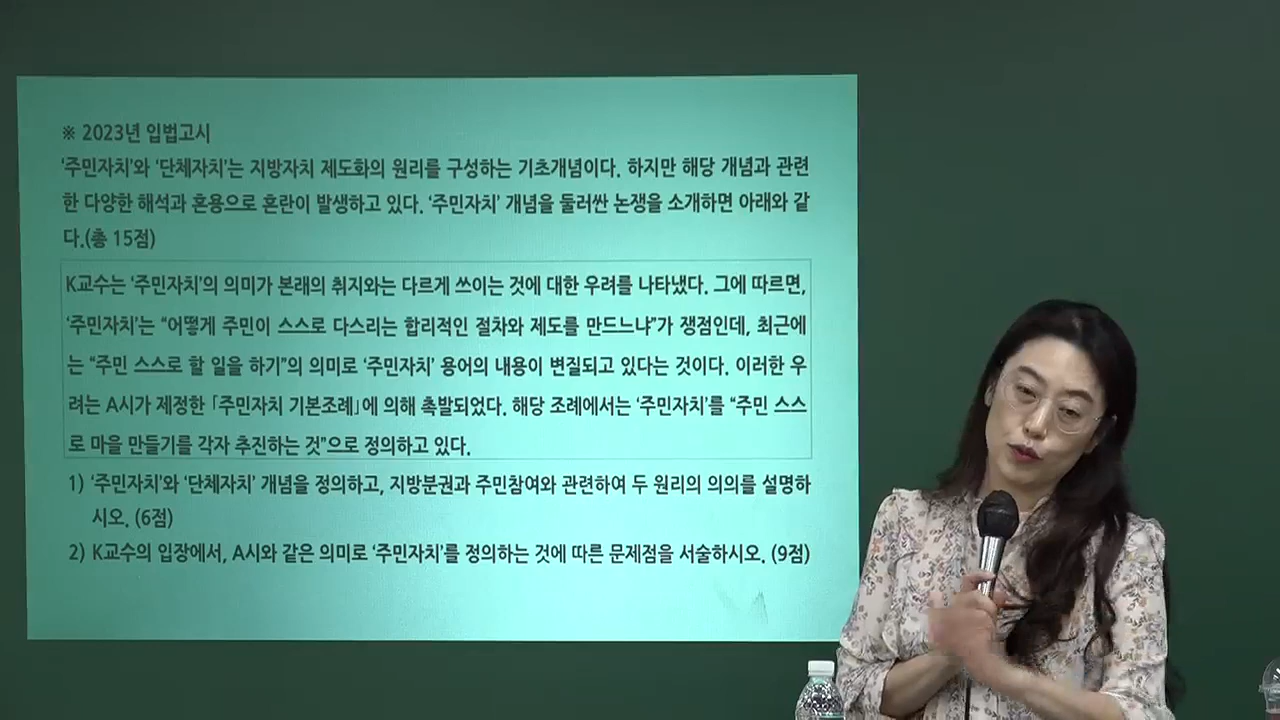 ※ 2023년 입법고시
'주민자치'와 '단체자치'는 지방자치 제도화의 원리를 구성하는 기초개념이다. 하지만 해당 개념과 관련
한 다양한 해석과 혼용으로 혼란이 발생하고 있다. '주민자치' 개념을 둘러싼 논쟁을 소개하면 아래와 같
다.(총 15점)
K교수는 '주민자치'의 의미가 본래의 취지와는 다르게 쓰이는 것에 대한 우려를 나타냈다. 그에 따르면,
'주민자치'는 "어떻게 주민이 스스로 다스리는 합리적인 절차와 제도를 만드느냐"가 쟁점인데, 최근에
는 "주민 스스로 할 일을 하기"의 의미로 '주민자치' 용어의 내용이 변질되고 있다는 것이다. 이러한 우
려는 A시가 제정한 「주민자치 기본조례」에 의해 촉발되었다. 해당 조례에서는 '주민자치'를 "주민 스스
로 마을 만들기를 각자 추진하는 것"으로 정의하고 있다.
1) '주민자치'와 '단체자치' 개념을 정의하고, 지방분권과 주민참여와 관련하여 두 원리의 의의를 설명하
시오. (6점)
2) K교수의 입장에서, A시와 같은 의미로 '주민자치'를 정의하는 것에 따른 문제점을 서술하시오. (9점)